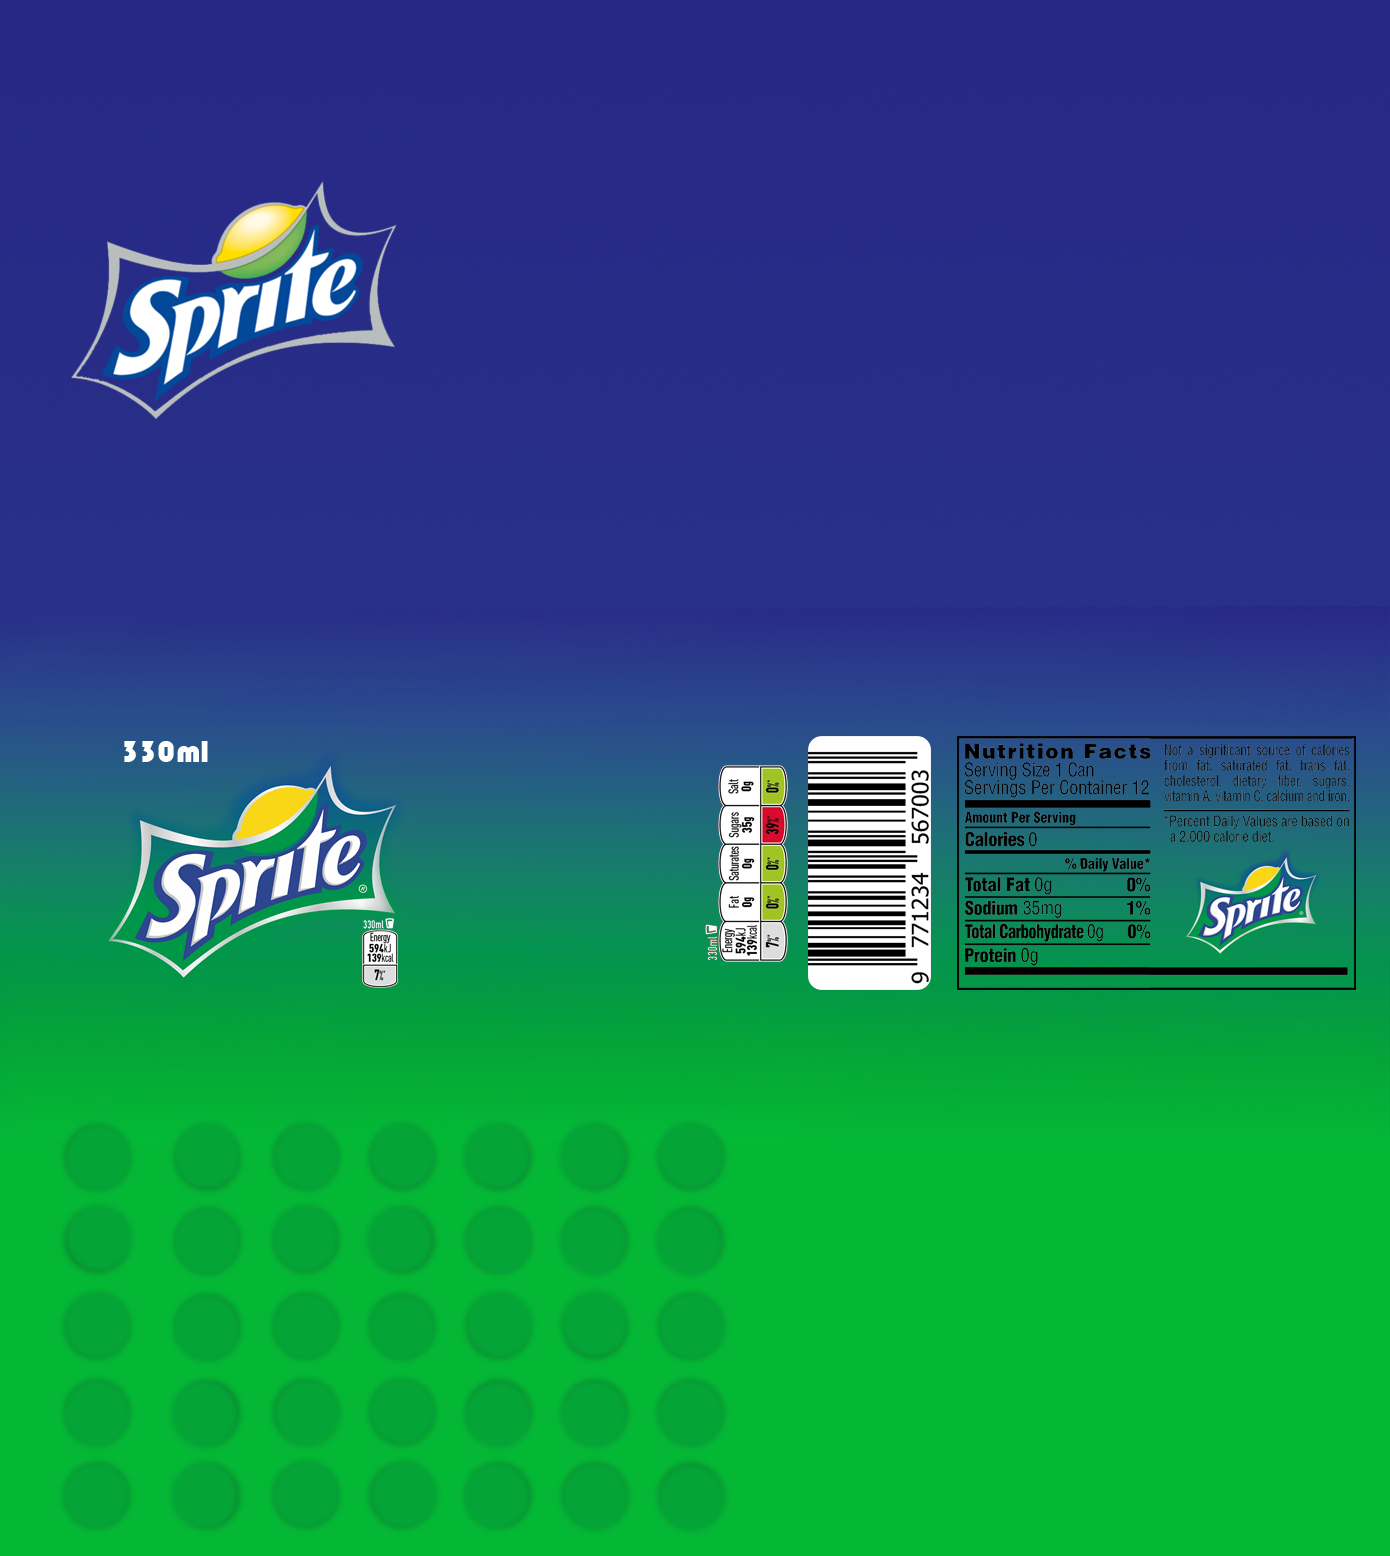 Sprite
330ml
Sprite
®
330ml
Energy
594kJ
139kcal
7%*
330ml
Energy
594kJ
139kcal
7%*
Fat
0g
0%*
Saturates
0g
0%*
Sugars
35g
39%*
Salt
0g
0%*
9 771234 567003
Nutrition Facts
Serving Size 1 Can
Servings Per Container 12
Amount Per Serving
Calories 0
% Daily Value*
Total Fat 0g 0%
Sodium 35mg 1%
Total Carbohydrate 0g 0%
Protein 0g
Not a significant source of calories
from fat, saturated fat, trans fat,
cholesterol, dietary fiber, sugars,
vitamin A, vitamin C, calcium and iron.
*Percent Daily Values are based on
a 2,000 calorie diet.
Sprite